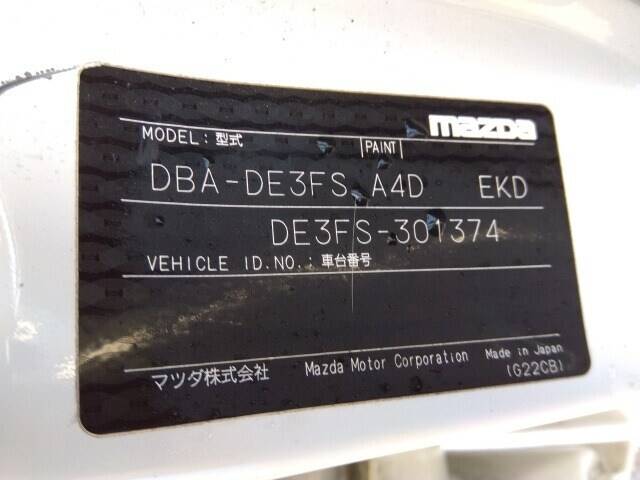 mazda
MODEL：型式 PAINT
DBA-DE3FS A4D EKD
DE3FS-301374
VEHICLE ID.NO.：車台番号
マツダ株式会社 Mazda Motor Corporation Made in Japan
(G22CB)